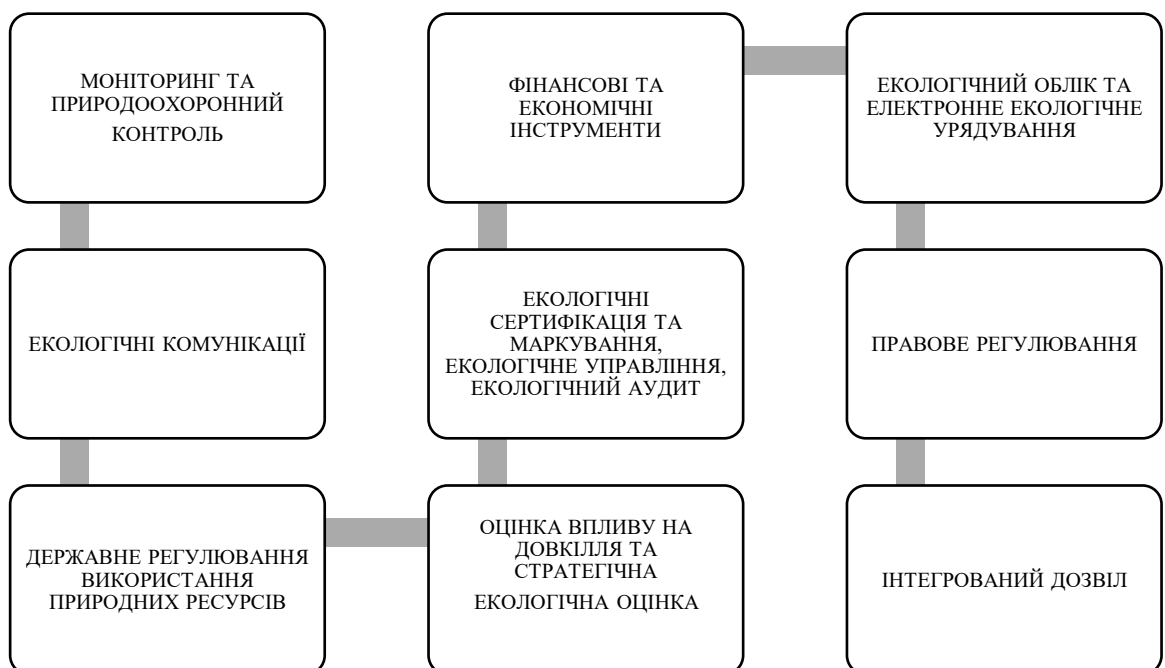 МОНІТОРИНГ ТА
ПРИРОДООХОРОННИЙ
КОНТРОЛЬ
ЕКОЛОГІЧНІ КОМУНІКАЦІЇ
ДЕРЖАВНЕ РЕГУЛЮВАННЯ
ВИКОРИСТАННЯ
ПРИРОДНИХ РЕСУРСІВ
ОЦІНКА ВПЛИВУ НА
ДОВКІЛЛЯ ТА
СТРАТЕГІЧНА
ЕКОЛОГІЧНА ОЦІНКА
ЕКОЛОГІЧНІ
СЕРТИФІКАЦІЯ ТА
МАРКУВАННЯ,
ЕКОЛОГІЧНЕ УПРАВЛІННЯ,
ЕКОЛОГІЧНИЙ АУДИТ
ФІНАНСОВІ ТА
ЕКОНОМІЧНІ
ІНСТРУМЕНТИ
ЕКОЛОГІЧНИЙ ОБЛІК ТА
ЕЛЕКТРОННЕ ЕКОЛОГІЧНЕ
УРЯДУВАННЯ
ПРАВОВЕ РЕГУЛЮВАННЯ
ІНТЕГРОВАНИЙ ДОЗВІЛ